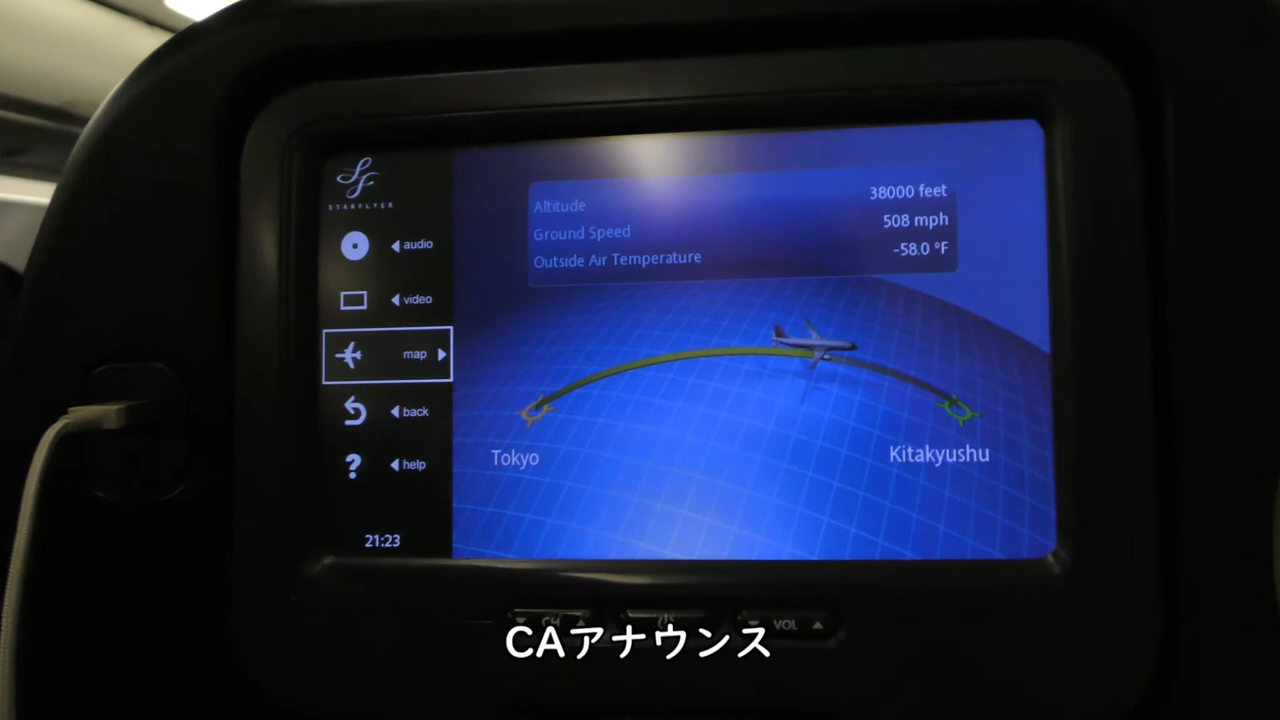 STARFLYER
audio
video
map
back
help
21:23
Altitude 38000 feet
Ground Speed 508 mph
Outside Air Temperature -58.0 °F
Tokyo
Kitakyushu
CH
VOL
CAアナウンス